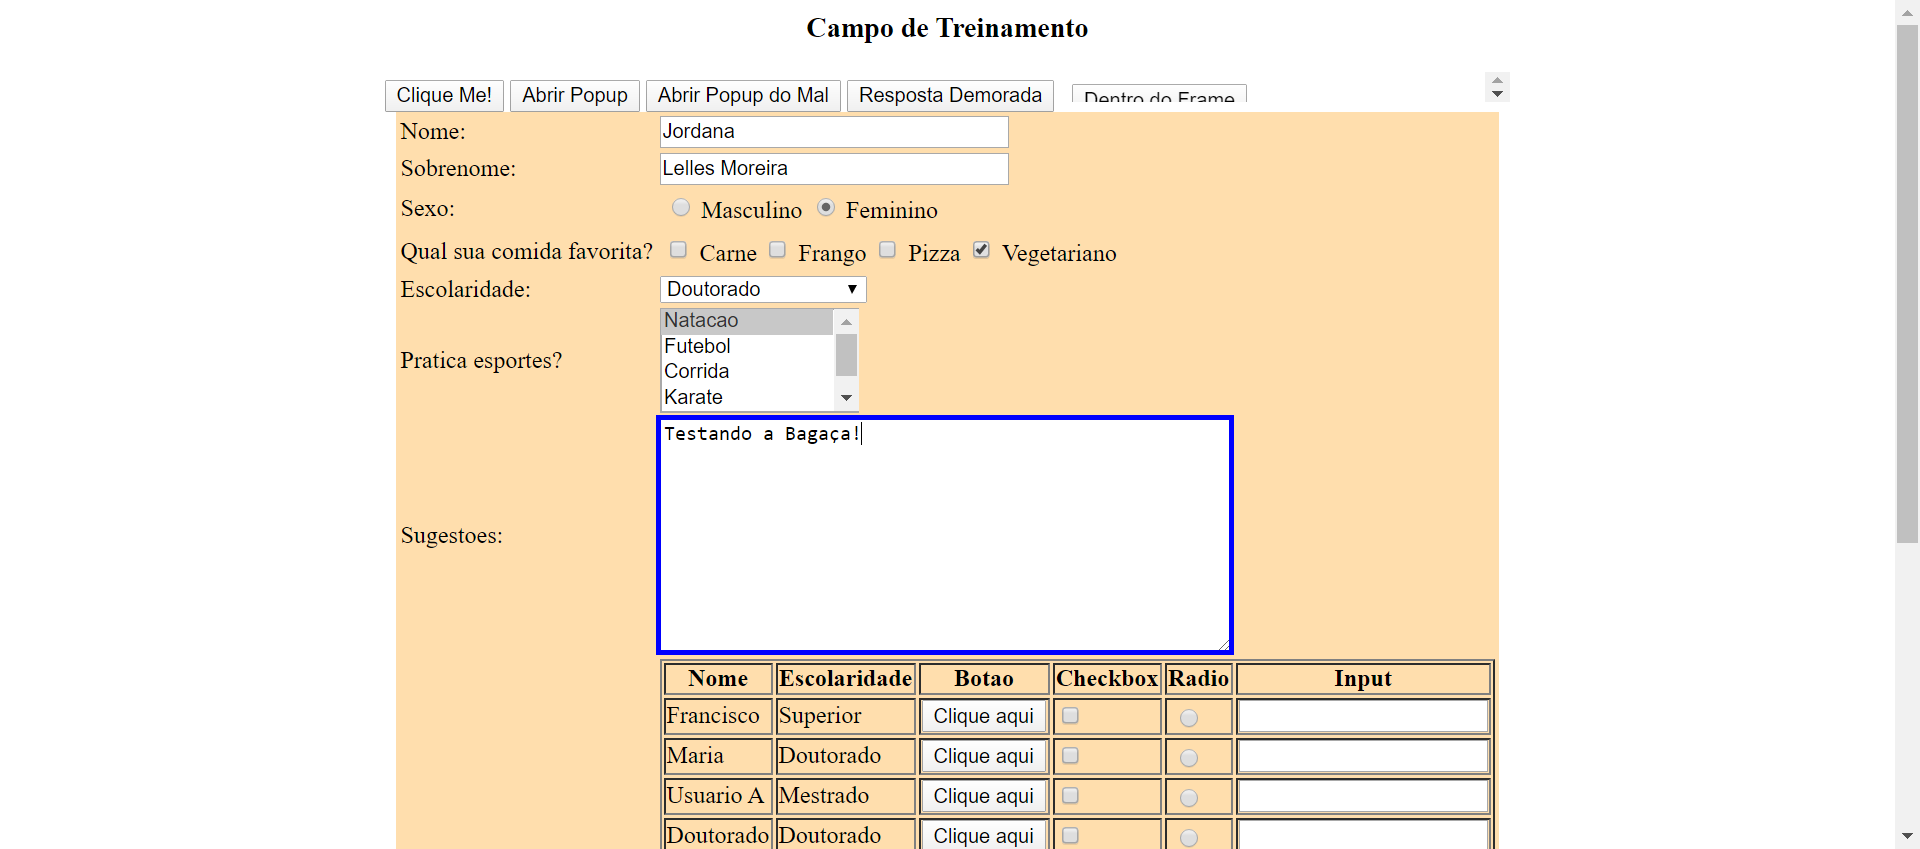 Campo de Treinamento
Clique Me! Abrir Popup Abrir Popup do Mal Resposta Demorada Dentro do Frame
Nome: Jordana
Sobrenome: Lelles Moreira
Sexo: Masculino Feminino
Qual sua comida favorita? Carne Frango Pizza Vegetariano
Escolaridade: Doutorado
Pratica esportes? Natacao
Futebol
Corrida
Karate
Sugestoes: Testando a Bagaça!
Nome Escolaridade Botao Checkbox Radio Input
Francisco Superior Clique aqui
Maria Doutorado Clique aqui
Usuario A Mestrado Clique aqui
Doutorado Doutorado Clique aqui